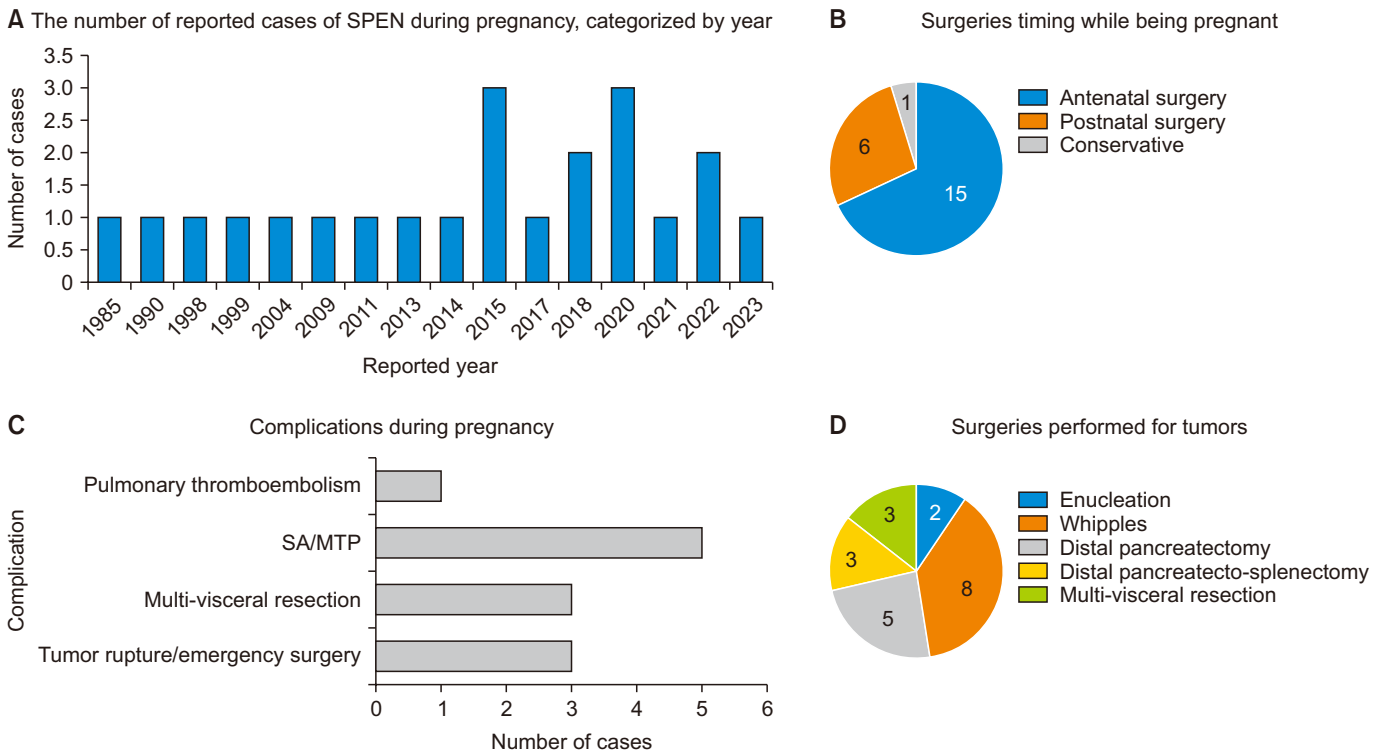 A The number of reported cases of SPEN during pregnancy, categorized by year
Number of cases
3.5
3.0
2.5
2.0
1.5
1.0
0.5
0
1985
1990
1998
1999
2004
2009
2011
2013
2014
2015
2017
2018
2020
2021
2022
2023
Reported year
B Surgeries timing while being pregnant
1
6
15
Antenatal surgery
Postnatal surgery
Conservative
C Complications during pregnancy
Complication
Pulmonary thromboembolism
SA/MTP
Multi-visceral resection
Tumor rupture/emergency surgery
0 1 2 3 4 5 6
Number of cases
D Surgeries performed for tumors
2
3
3
8
5
Enucleation
Whipples
Distal pancreatectomy
Distal pancreatecto-splenectomy
Multi-visceral resection